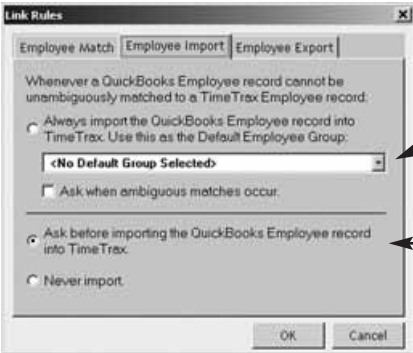 Link Rules
Employee Match Employee Import Employee Export
Whenever a QuickBooks Employee record cannot be
unambiguously matched to a TimeTrax Employee record:
Always import the QuickBooks Employee record into
TimeTrax. Use this as the Default Employee Group:
<No Default Group Selected>
Ask when ambiguous matches occur.
Ask before importing the QuickBooks Employee record
into TimeTrax.
Never import.
OK Cancel